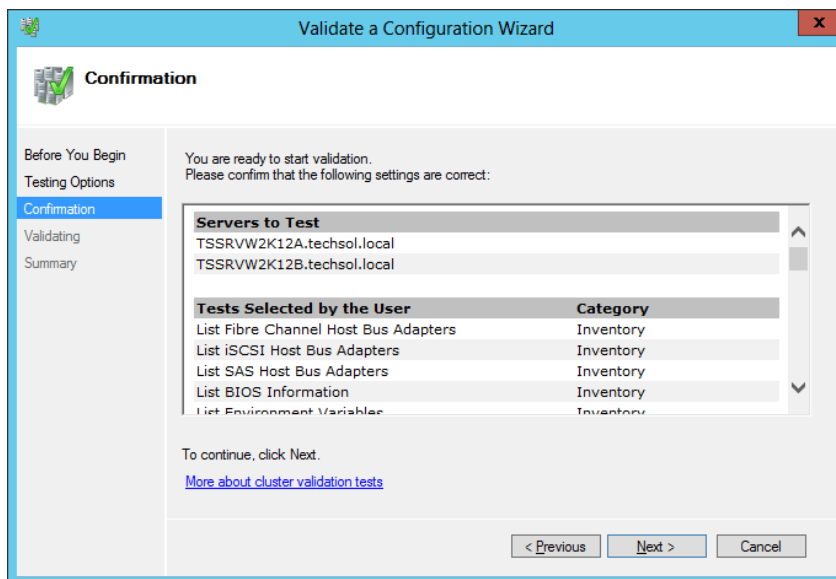 Validate a Configuration Wizard
x
Confirmation
Before You Begin
Testing Options
Confirmation
Validating
Summary
You are ready to start validation.
Please confirm that the following settings are correct:
Servers to Test
TSSRVW2K12A.techsol.local
TSSRVW2K12B.techsol.local
Tests Selected by the User Category
List Fibre Channel Host Bus Adapters Inventory
List iSCSI Host Bus Adapters Inventory
List SAS Host Bus Adapters Inventory
List BIOS Information Inventory
List Environment Variables Inventory
To continue, click Next.
More about cluster validation tests
< Previous Next > Cancel